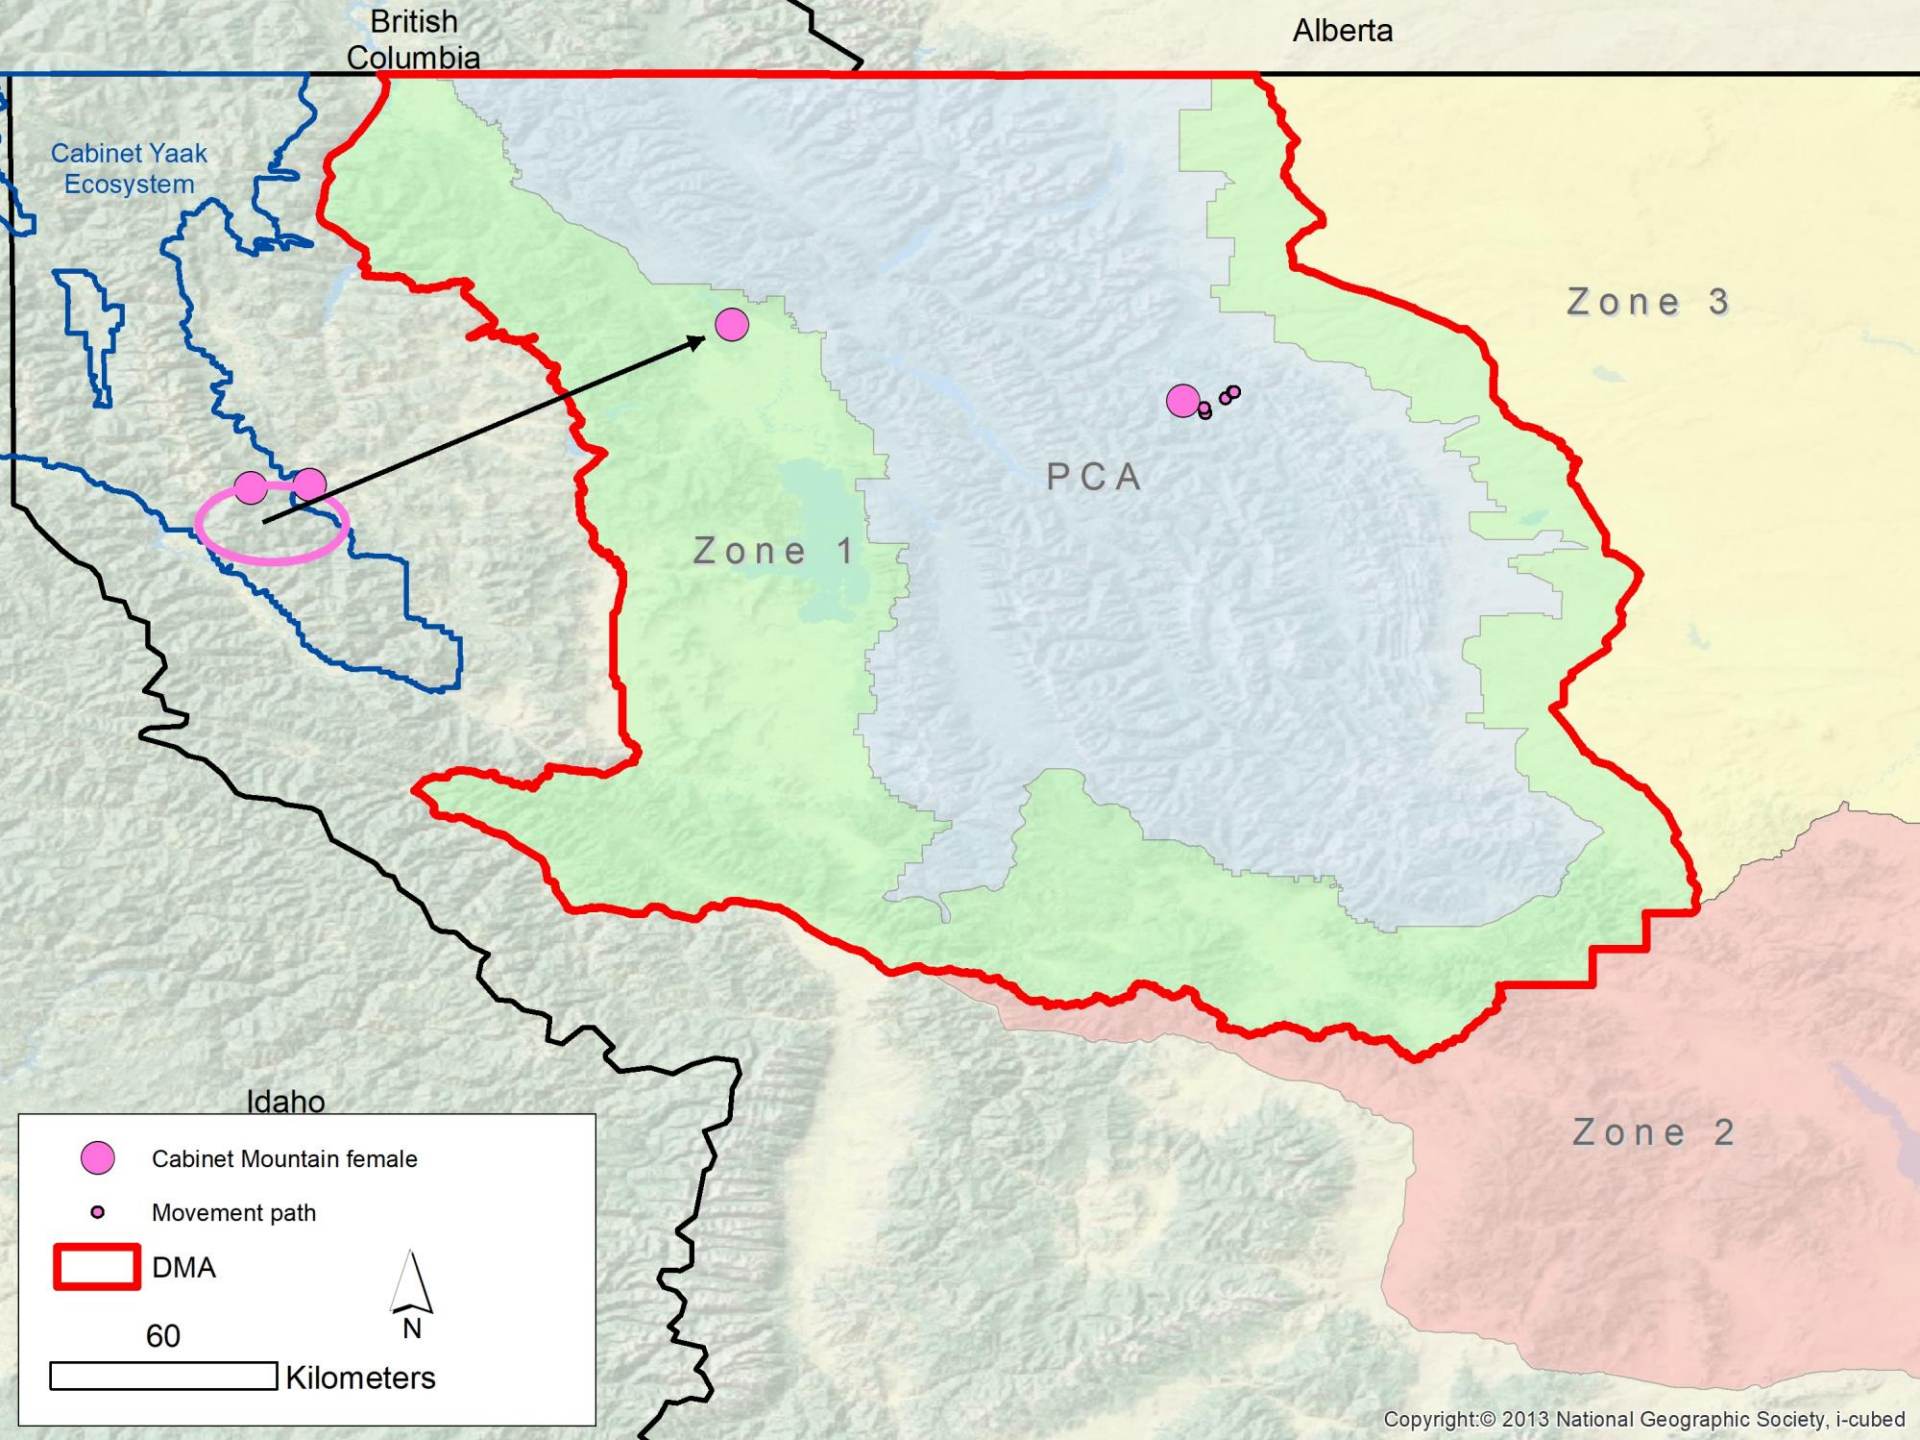 British
Columbia
Alberta
Cabinet Yaak
Ecosystem
Zone 3
PCA
Zone 1
Zone 2
Idaho
Cabinet Mountain female
Movement path
DMA
N
60
Kilometers
Copyright:© 2013 National Geographic Society, i-cubed